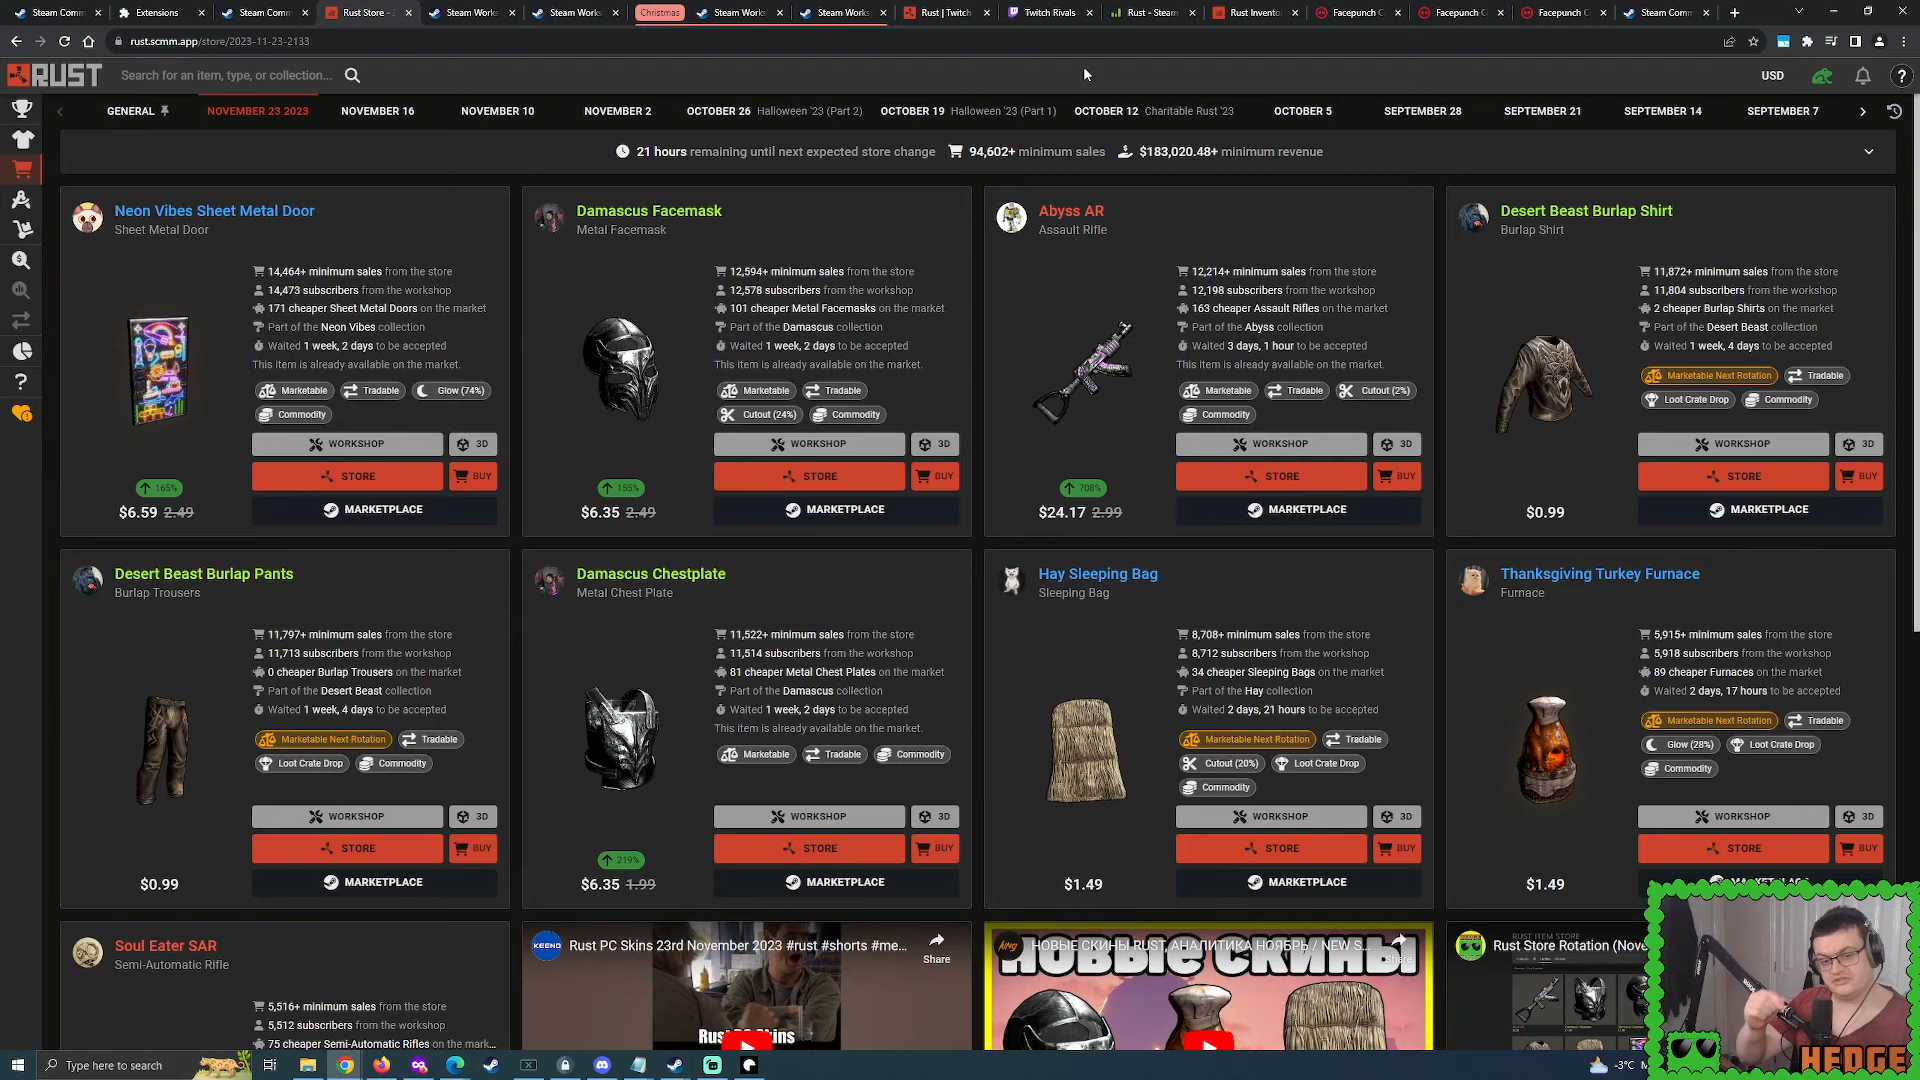 Steam Comm
Extensions
Steam Comm
Rust Store - 2
Steam Works
Steam Works
Christmas
Steam Works
Steam Works
Rust | Twitch
Twitch Rivals
Rust - Steam
Rust Invento
Facepunch C
Facepunch C
Facepunch C
Steam Comm
rust.scmm.app/store/2023-11-23-2133
RUST
Search for an item, type, or collection...
USD
GENERAL
NOVEMBER 23 2023
NOVEMBER 16
NOVEMBER 10
NOVEMBER 2
OCTOBER 26 Halloween '23 (Part 2)
OCTOBER 19 Halloween '23 (Part 1)
OCTOBER 12 Charitable Rust '23
OCTOBER 5
SEPTEMBER 28
SEPTEMBER 21
SEPTEMBER 14
SEPTEMBER 7
21 hours remaining until next expected store change 94,602+ minimum sales $183,020.48+ minimum revenue
Neon Vibes Sheet Metal Door
Sheet Metal Door
14,464+ minimum sales from the store
14,473 subscribers from the workshop
171 cheaper Sheet Metal Doors on the market
Part of the Neon Vibes collection
Waited 1 week, 2 days to be accepted
This item is already available on the market.
Marketable Tradable Glow (74%)
Commodity
WORKSHOP 3D
165%
STORE BUY
$6.59 2.49
MARKETPLACE
Damascus Facemask
Metal Facemask
12,594+ minimum sales from the store
12,578 subscribers from the workshop
101 cheaper Metal Facemasks on the market
Part of the Damascus collection
Waited 1 week, 2 days to be accepted
This item is already available on the market.
Marketable Tradable
Cutout (24%) Commodity
WORKSHOP 3D
155%
STORE BUY
$6.35 2.49
MARKETPLACE
Abyss AR
Assault Rifle
12,214+ minimum sales from the store
12,198 subscribers from the workshop
163 cheaper Assault Rifles on the market
Part of the Abyss collection
Waited 3 days, 1 hour to be accepted
This item is already available on the market.
Marketable Tradable Cutout (2%)
Commodity
WORKSHOP 3D
708%
STORE BUY
$24.17 2.99
MARKETPLACE
Desert Beast Burlap Shirt
Burlap Shirt
11,872+ minimum sales from the store
11,804 subscribers from the workshop
2 cheaper Burlap Shirts on the market
Part of the Desert Beast collection
Waited 1 week, 4 days to be accepted
Marketable Next Rotation Tradable
Loot Crate Drop Commodity
WORKSHOP 3D
STORE BUY
$0.99
MARKETPLACE
Desert Beast Burlap Pants
Burlap Trousers
11,797+ minimum sales from the store
11,713 subscribers from the workshop
0 cheaper Burlap Trousers on the market
Part of the Desert Beast collection
Waited 1 week, 4 days to be accepted
Marketable Next Rotation Tradable
Loot Crate Drop Commodity
WORKSHOP 3D
STORE BUY
$0.99
MARKETPLACE
Damascus Chestplate
Metal Chest Plate
11,522+ minimum sales from the store
11,514 subscribers from the workshop
81 cheaper Metal Chest Plates on the market
Part of the Damascus collection
Waited 1 week, 2 days to be accepted
This item is already available on the market.
Marketable Tradable Commodity
WORKSHOP 3D
219%
STORE BUY
$6.35 1.99
MARKETPLACE
Hay Sleeping Bag
Sleeping Bag
8,708+ minimum sales from the store
8,712 subscribers from the workshop
34 cheaper Sleeping Bags on the market
Part of the Hay collection
Waited 2 days, 21 hours to be accepted
Marketable Next Rotation Tradable
Cutout (20%) Loot Crate Drop
Commodity
WORKSHOP 3D
STORE BUY
$1.49
MARKETPLACE
Thanksgiving Turkey Furnace
Furnace
5,915+ minimum sales from the store
5,918 subscribers from the workshop
89 cheaper Furnaces on the market
Waited 2 days, 17 hours to be accepted
Marketable Next Rotation Tradable
Glow (28%) Loot Crate Drop
Commodity
WORKSHOP 3D
STORE BUY
$1.49
Soul Eater SAR
Semi-Automatic Rifle
5,516+ minimum sales from the store
5,512 subscribers from the workshop
75 cheaper Semi-Automatic Rifles on the mark...
KEEND
Rust PC Skins 23rd November 2023 #rust #shorts #me...
Share
НОВЫЕ СКИНЫ RUST, АНАЛИТИКА НОЯБРЬ / NEW S...
Share
НОВЫЕ СКИНЫ
Rust Store Rotation (Nove
RUST ITEM STORE
HEDGE
Type here to search
-3°C